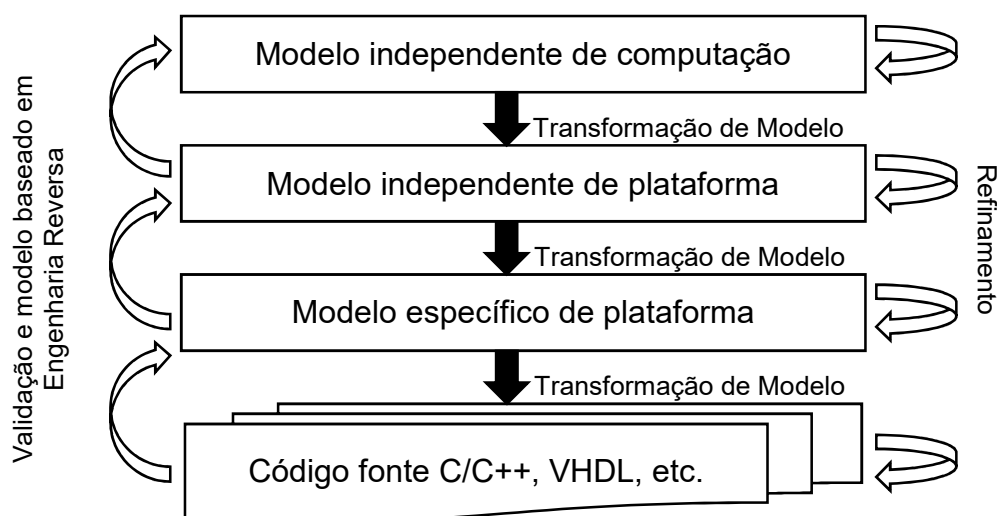 Modelo independente de computação
Transformação de Modelo
Modelo independente de plataforma
Transformação de Modelo
Modelo específico de plataforma
Transformação de Modelo
Código fonte C/C++, VHDL, etc.
Validação e modelo baseado em
Engenharia Reversa
Refinamento